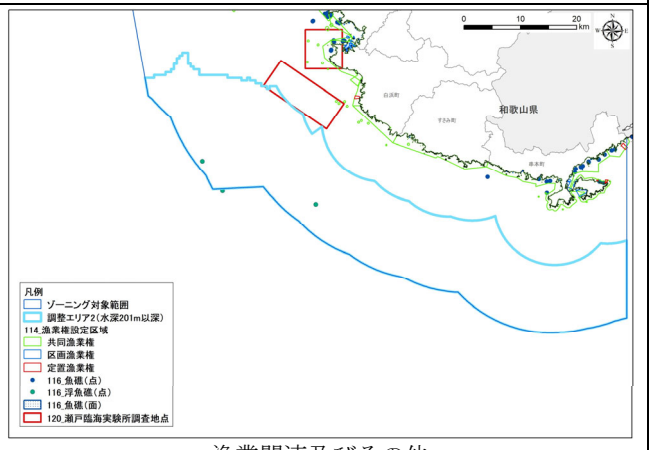 0 10 20
km
N
W E
S
白浜町
和歌山県
すさみ町
串本町
凡例
ゾーニング対象範囲
調整エリア2(水深201m以深)
114_漁業権設定区域
共同漁業権
区画漁業権
定置漁業権
116_魚礁(点)
116_浮魚礁(点)
116_魚礁(面)
120_瀬戸臨海実験所調査地点